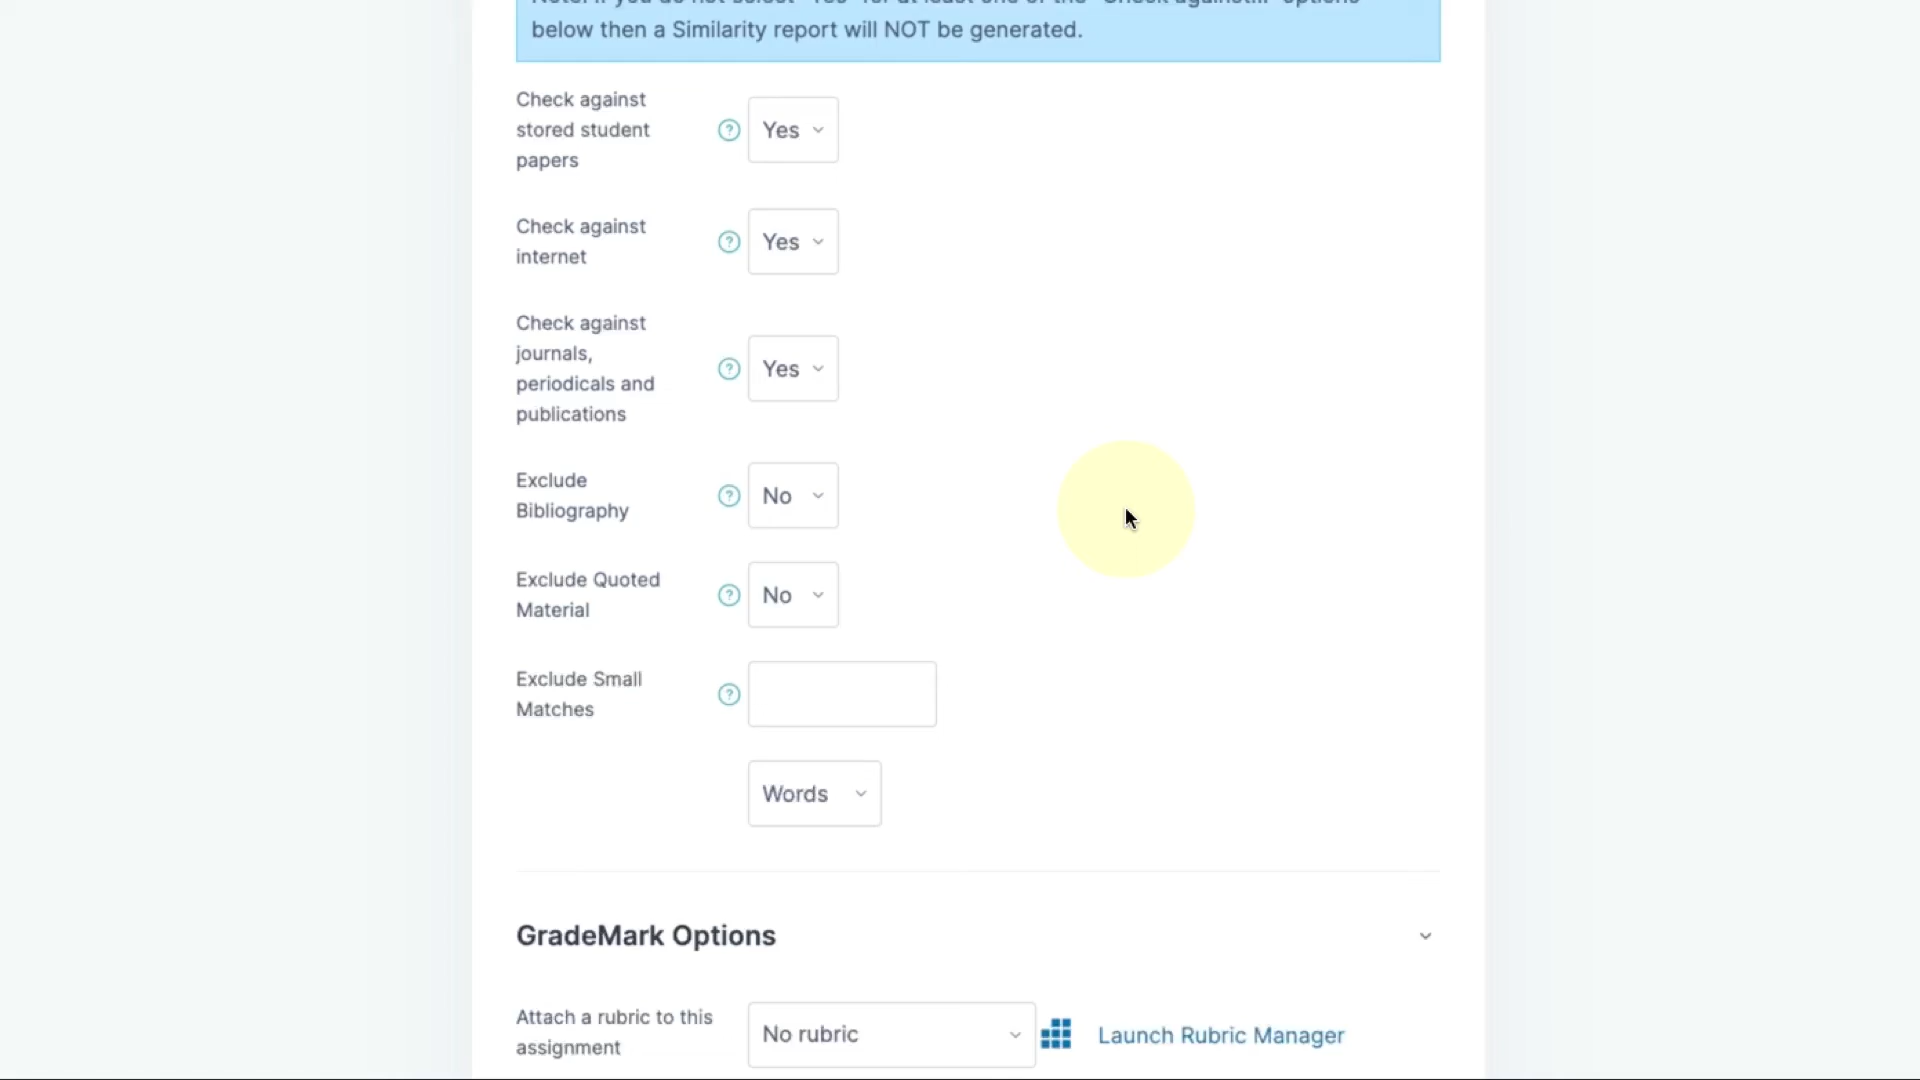 Note: If you do not select "Yes" for at least one of the "Check against..." options
below then a Similarity report will NOT be generated.
Check against
stored student
papers
Yes
Check against
internet
Yes
Check against
journals,
periodicals and
publications
Yes
Exclude
Bibliography
No
Exclude Quoted
Material
No
Exclude Small
Matches
Words
GradeMark Options
Attach a rubric to this
assignment
No rubric
Launch Rubric Manager